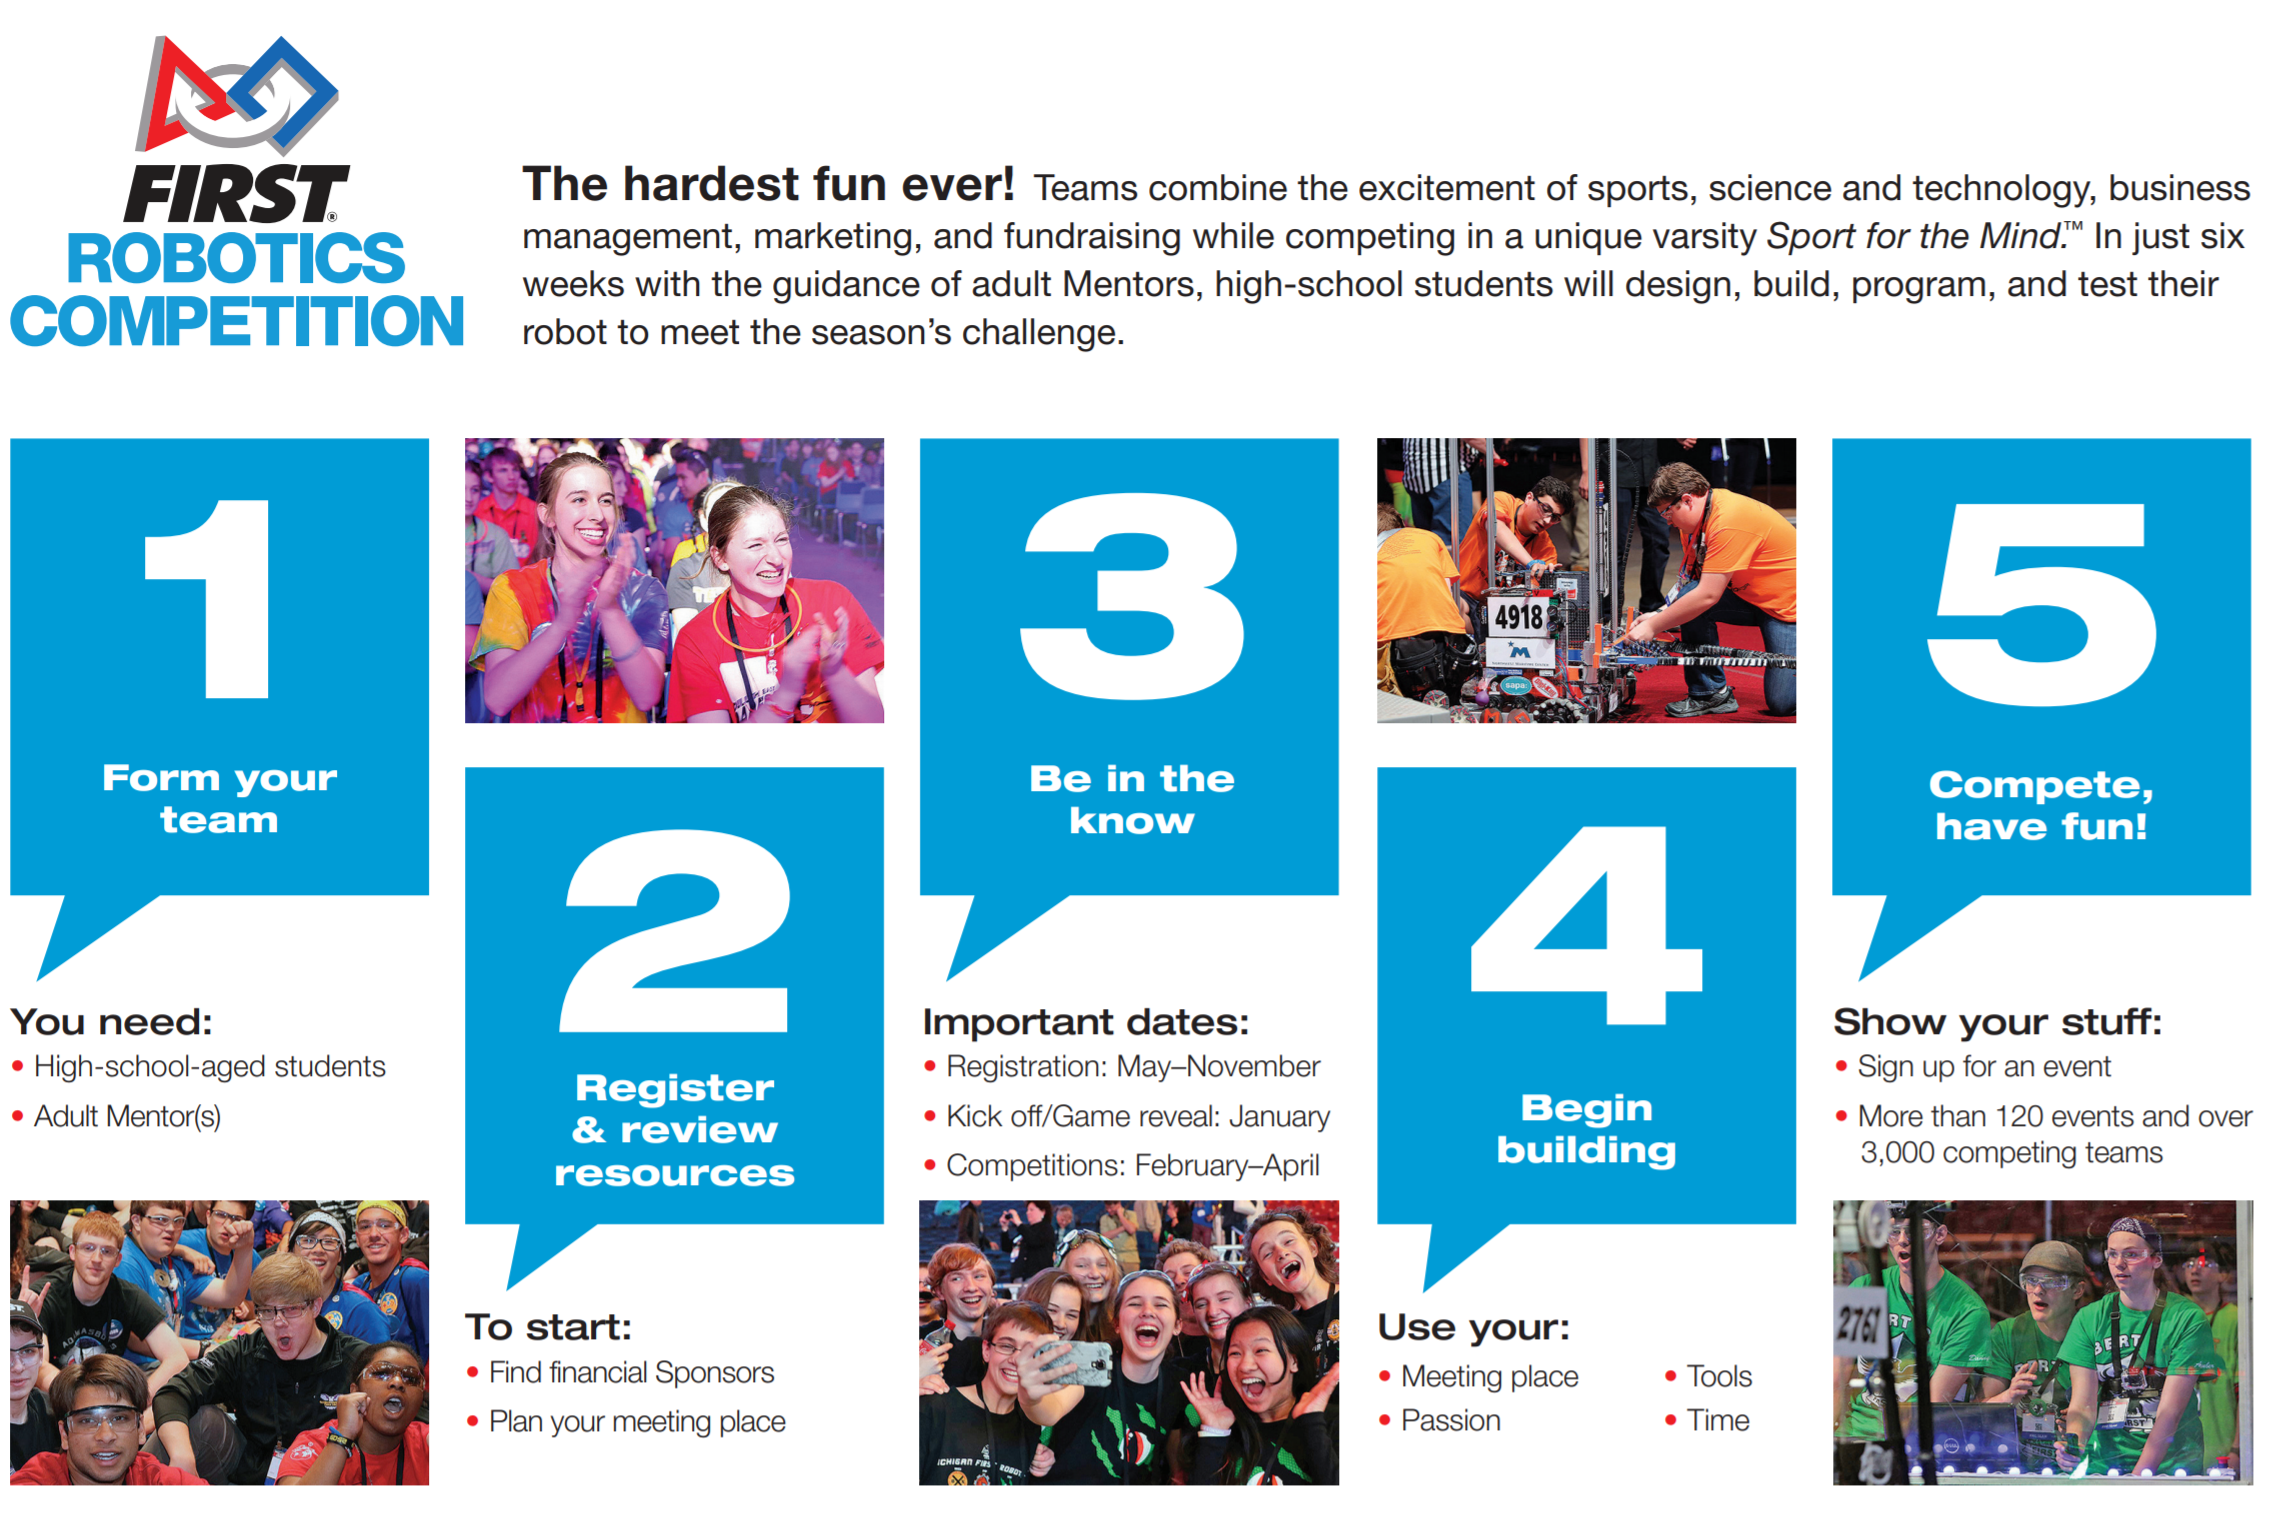 FIRST®
ROBOTICS
COMPETITION
The hardest fun ever! Teams combine the excitement of sports, science and technology, business
management, marketing, and fundraising while competing in a unique varsity Sport for the Mind.™ In just six
weeks with the guidance of adult Mentors, high-school students will design, build, program, and test their
robot to meet the season’s challenge.
1
Form your
team
You need:
• High-school-aged students
• Adult Mentor(s)
2
Register
& review
resources
To start:
• Find financial Sponsors
• Plan your meeting place
3
Be in the
know
Important dates:
• Registration: May–November
• Kick off/Game reveal: January
• Competitions: February–April
4918
M
sapa:
4
Begin
building
Use your:
• Meeting place
• Passion
• Tools
• Time
5
Compete,
have fun!
Show your stuff:
• Sign up for an event
• More than 120 events and over
3,000 competing teams
2767
BERT